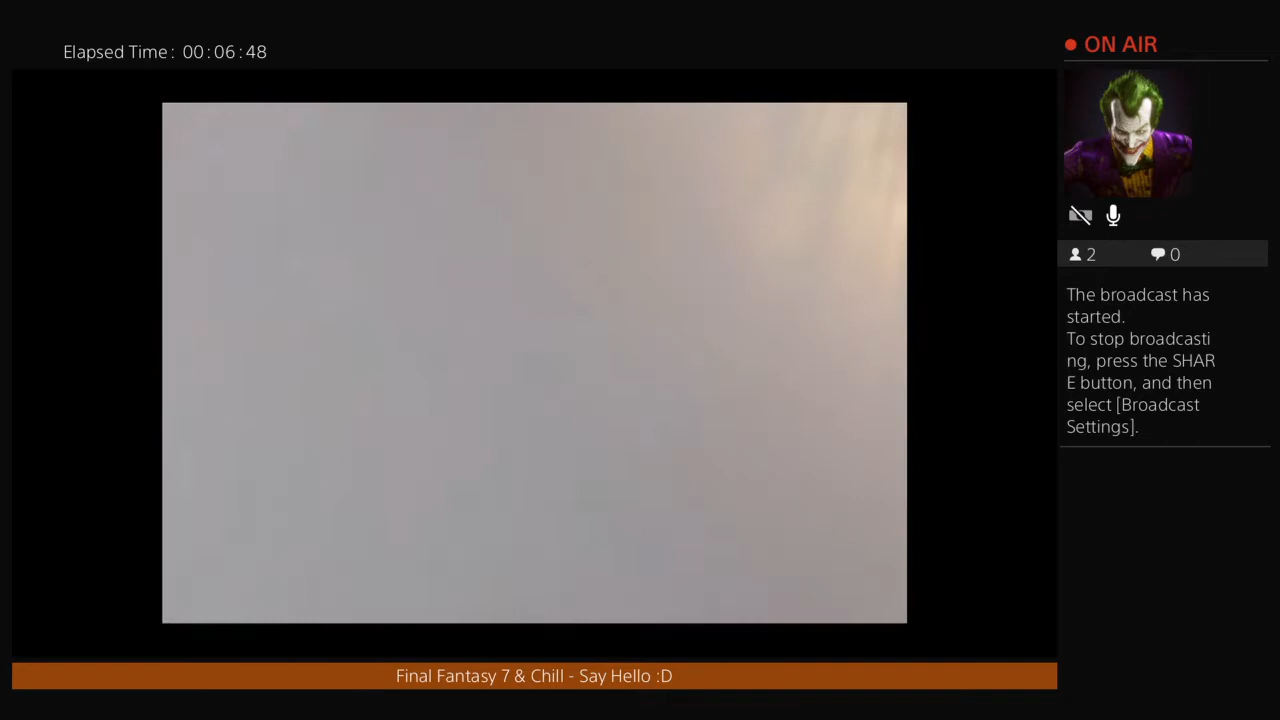 Elapsed Time: 00:06:48
ON AIR
2 0
The broadcast has
started.
To stop broadcasti
ng, press the SHAR
E button, and then
select [Broadcast
Settings].
Final Fantasy 7 & Chill - Say Hello :D